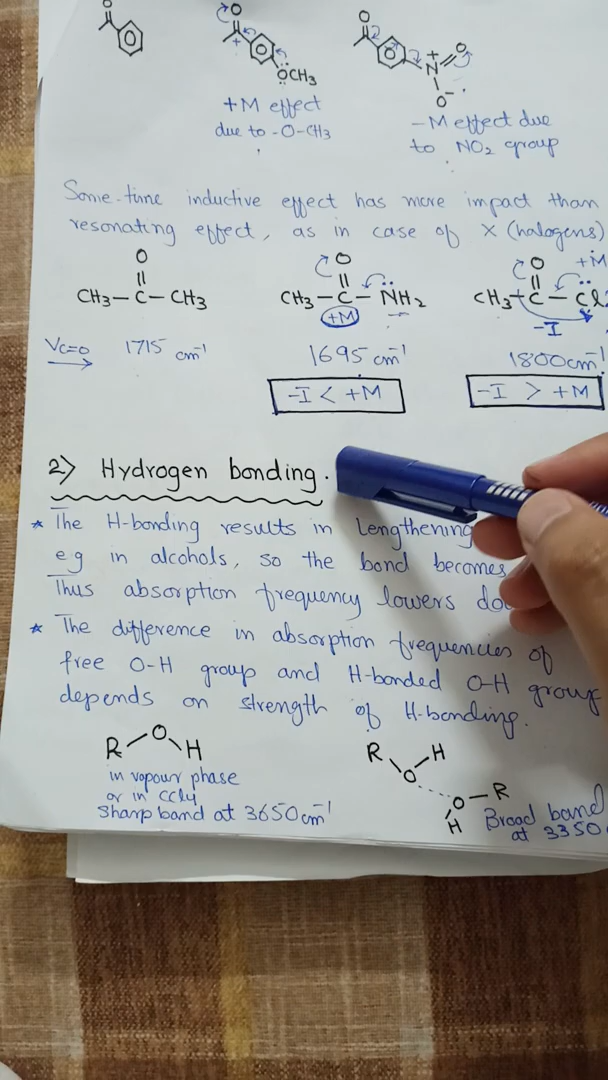 O
O
O
+
OCH3
+
N
O
O-
+M effect
due to -O-CH3
-M effect due
to NO2 group
Some-time inductive effect has more impact than
resonating effect, as in case of X (halogens)
O
O
O
+M
CH3-C-CH3
CH3-C-NH2
CH3-C-Cl
+M
-I
νC=O 1715 cm-1
1695 cm-1
1800 cm-1
-I < +M
-I > +M
2) Hydrogen bonding.
* The H-bonding results in Lengthening
e.g in alcohols, so the bond becomes
Thus absorption frequency lowers do
* The difference in absorption frequencies of
free O-H group and H-bonded O-H group
depends on strength of H-bonding.
R O H
R O H
O-R
H
in vapour phase
or in CCl4
Sharp band at 3650 cm-1
Broad band
at 3350